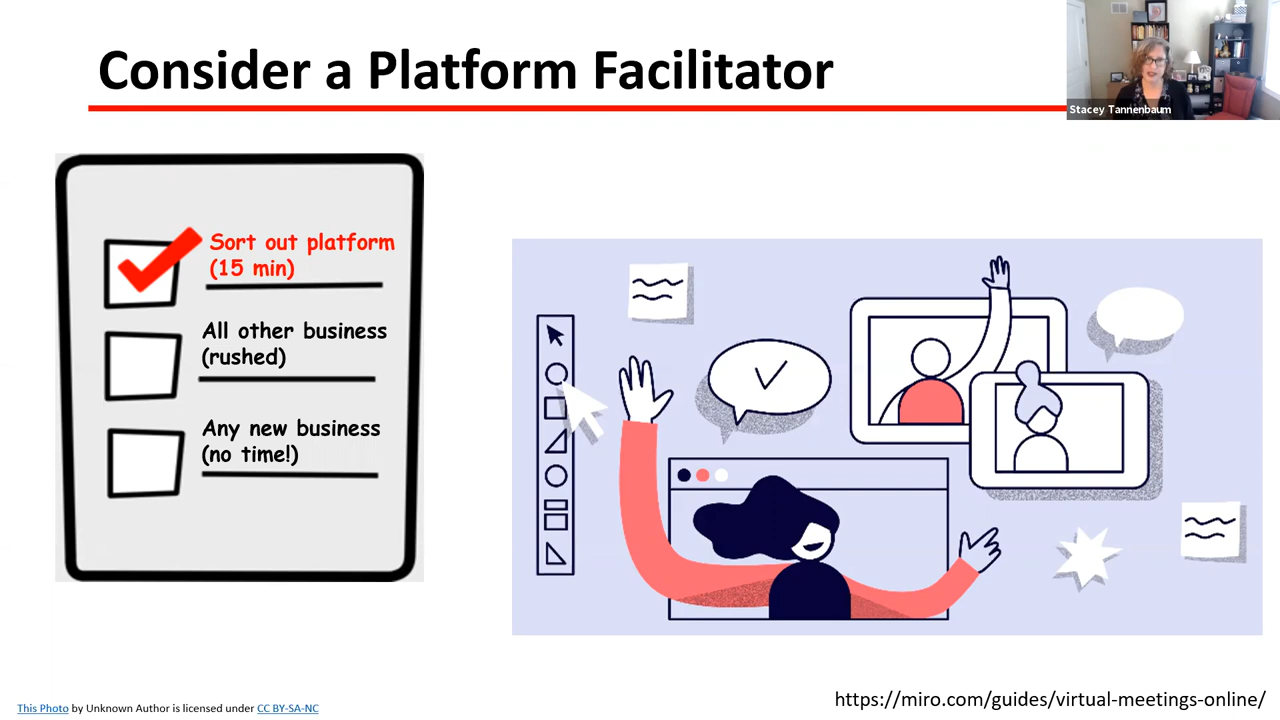 Consider a Platform Facilitator
Stacey Tannenbaum
Sort out platform
(15 min)
All other business
(rushed)
Any new business
(no time!)
This Photo by Unknown Author is licensed under CC BY-SA-NC
https://miro.com/guides/virtual-meetings-online/